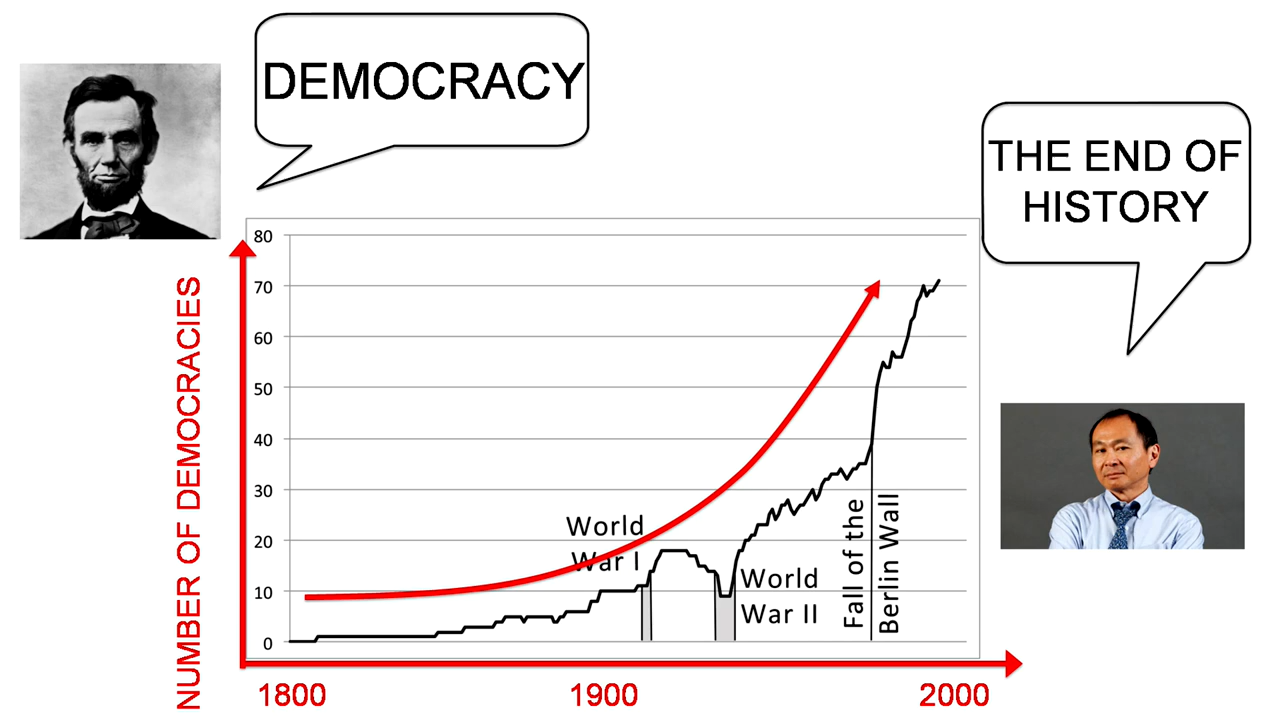 DEMOCRACY
THE END OF
HISTORY
NUMBER OF DEMOCRACIES
80
70
60
50
40
30
20
10
0
World
War I
World
War II
Fall of the
Berlin Wall
1800
1900
2000